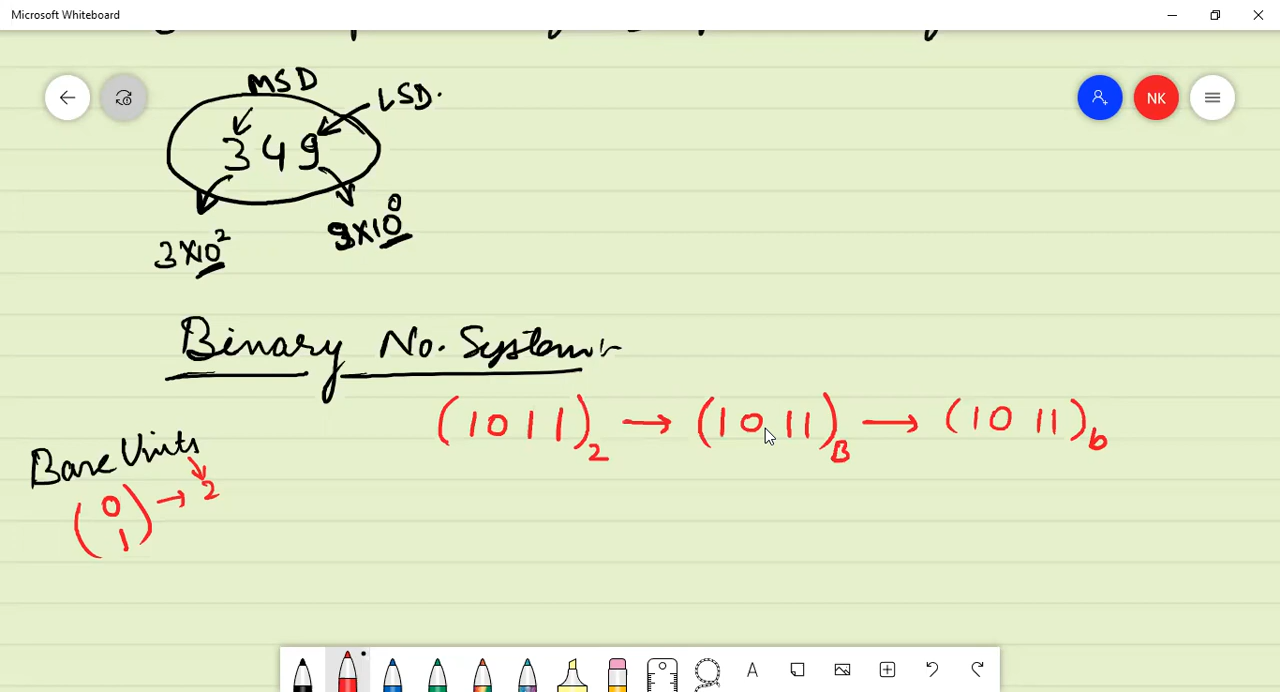 Microsoft Whiteboard
MSD
LSD.
349
3×10²
9×10⁰
NK
Binary No. System:-
(1011)₂ → (1011)B → (1011)b
Base Units
(0 → 2
1)
A